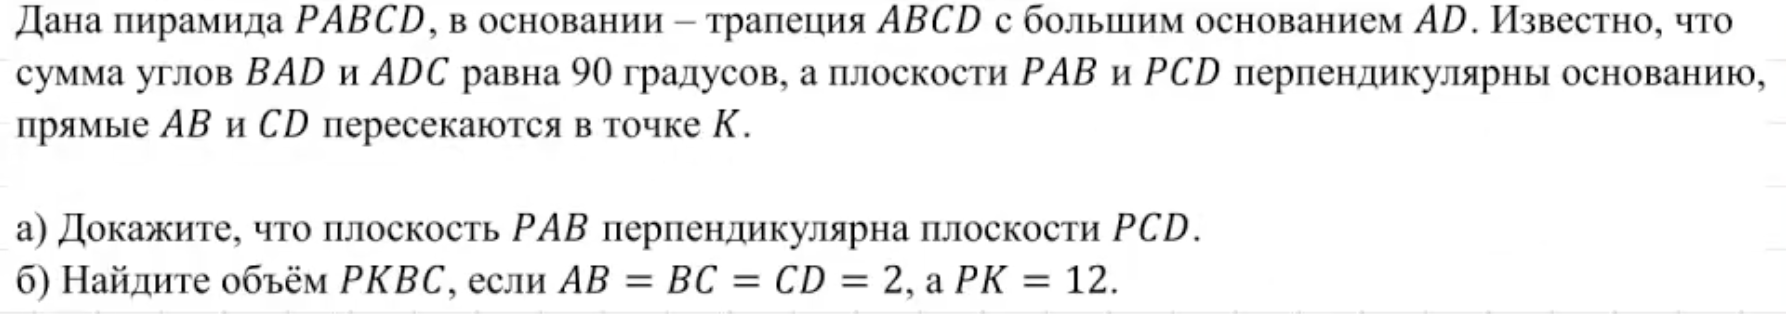 Дана пирамида PABCD, в основании – трапеция ABCD с большим основанием AD. Известно, что
сумма углов BAD и ADC равна 90 градусов, а плоскости PAB и PCD перпендикулярны основанию,
прямые AB и CD пересекаются в точке K.
а) Докажите, что плоскость PAB перпендикулярна плоскости PCD.
б) Найдите объём PKBC, если AB = BC = CD = 2, а PK = 12.